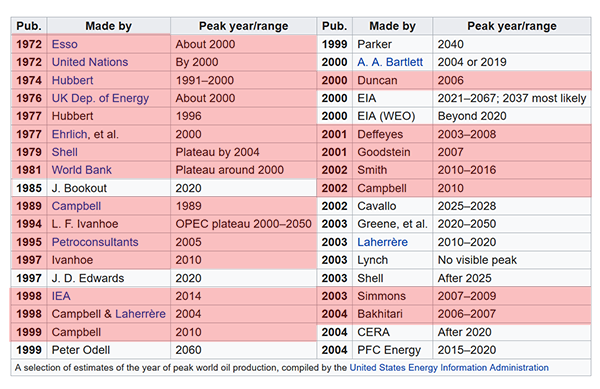 Pub. Made by Peak year/range Pub. Made by Peak year/range
1972 Esso About 2000 1999 Parker 2040
1972 United Nations By 2000 2000 A. A. Bartlett 2004 or 2019
1974 Hubbert 1991–2000 2000 Duncan 2006
1976 UK Dep. of Energy About 2000 2000 EIA 2021–2067; 2037 most likely
1977 Hubbert 1996 2000 EIA (WEO) Beyond 2020
1977 Ehrlich, et al. 2000 2001 Deffeyes 2003–2008
1979 Shell Plateau by 2004 2001 Goodstein 2007
1981 World Bank Plateau around 2000 2002 Smith 2010–2016
1985 J. Bookout 2020 2002 Campbell 2010
1989 Campbell 1989 2002 Cavallo 2025–2028
1994 L. F. Ivanhoe OPEC plateau 2000–2050 2003 Greene, et al. 2020–2050
1995 Petroconsultants 2005 2003 Laherrère 2010–2020
1997 Ivanhoe 2010 2003 Lynch No visible peak
1997 J. D. Edwards 2020 2003 Shell After 2025
1998 IEA 2014 2003 Simmons 2007–2009
1998 Campbell & Laherrère 2004 2004 Bakhitari 2006–2007
1999 Campbell 2010 2004 CERA After 2020
1999 Peter Odell 2060 2004 PFC Energy 2015–2020
A selection of estimates of the year of peak world oil production, compiled by the United States Energy Information Administration